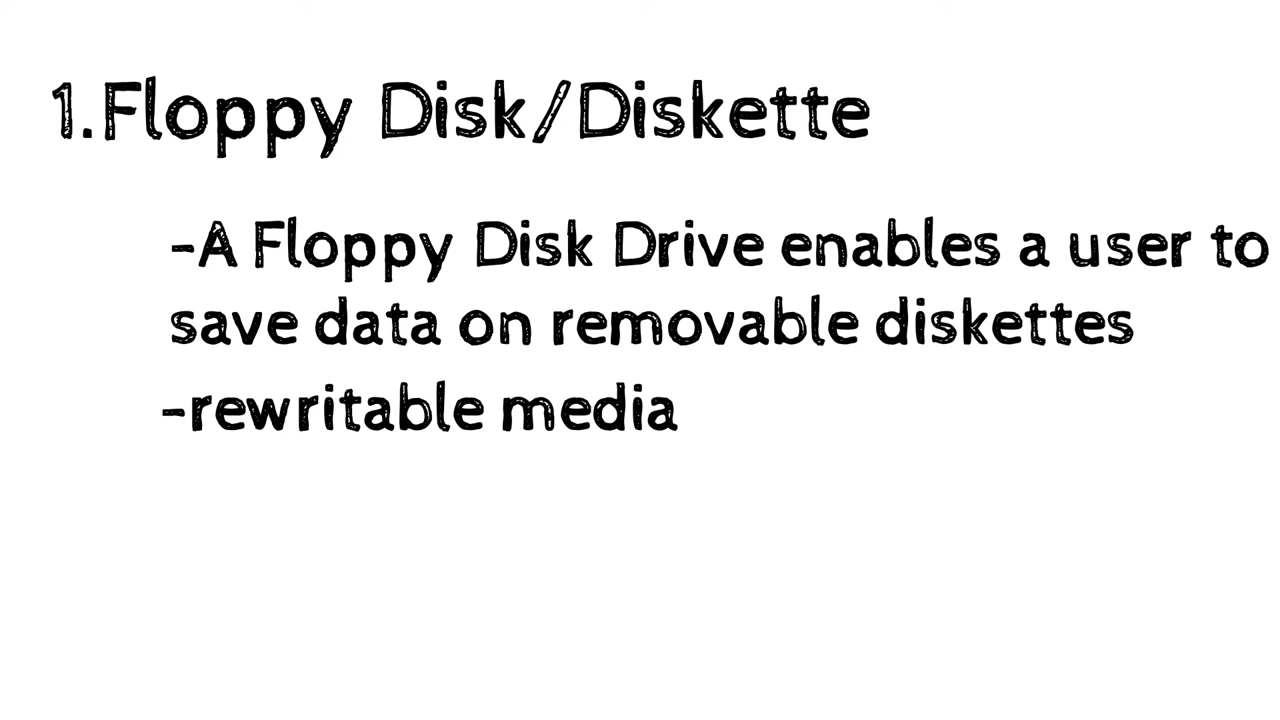 1.Floppy Disk/Diskette
-A Floppy Disk Drive enables a user to
save data on removable diskettes
-rewritable media